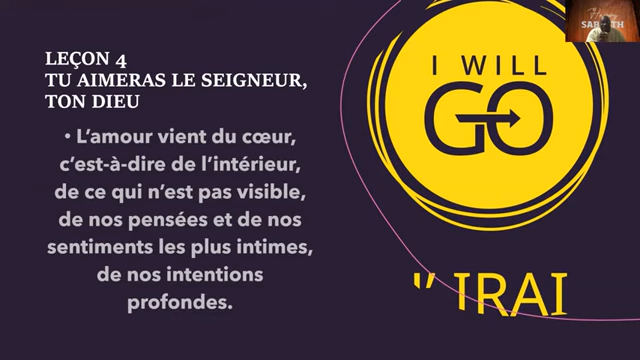 LEÇON 4
TU AIMERAS LE SEIGNEUR,
TON DIEU
• L’amour vient du cœur,
c’est-à-dire de l’intérieur,
de ce qui n’est pas visible,
de nos pensées et de nos
sentiments les plus intimes,
de nos intentions
profondes.
I WILL
GO
J’ IRAI
Happy
SABBATH